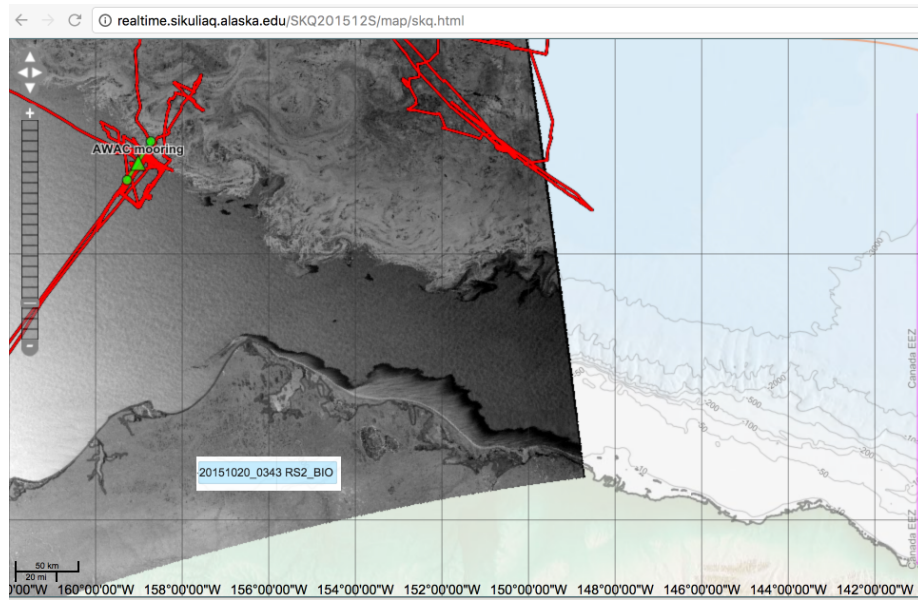 realtime.sikuliaq.alaska.edu/SKQ201512S/map/skq.html
AWAC mooring
Canada EEZ
20151020_0343 RS2_BIO
Canada EEZ
50 km
20 mi
00'00"W 160°00'00"W 158°00'00"W 156°00'00"W 154°00'00"W 152°00'00"W 150°00'00"W 148°00'00"W 146°00'00"W 144°00'00"W 142°00'00"W